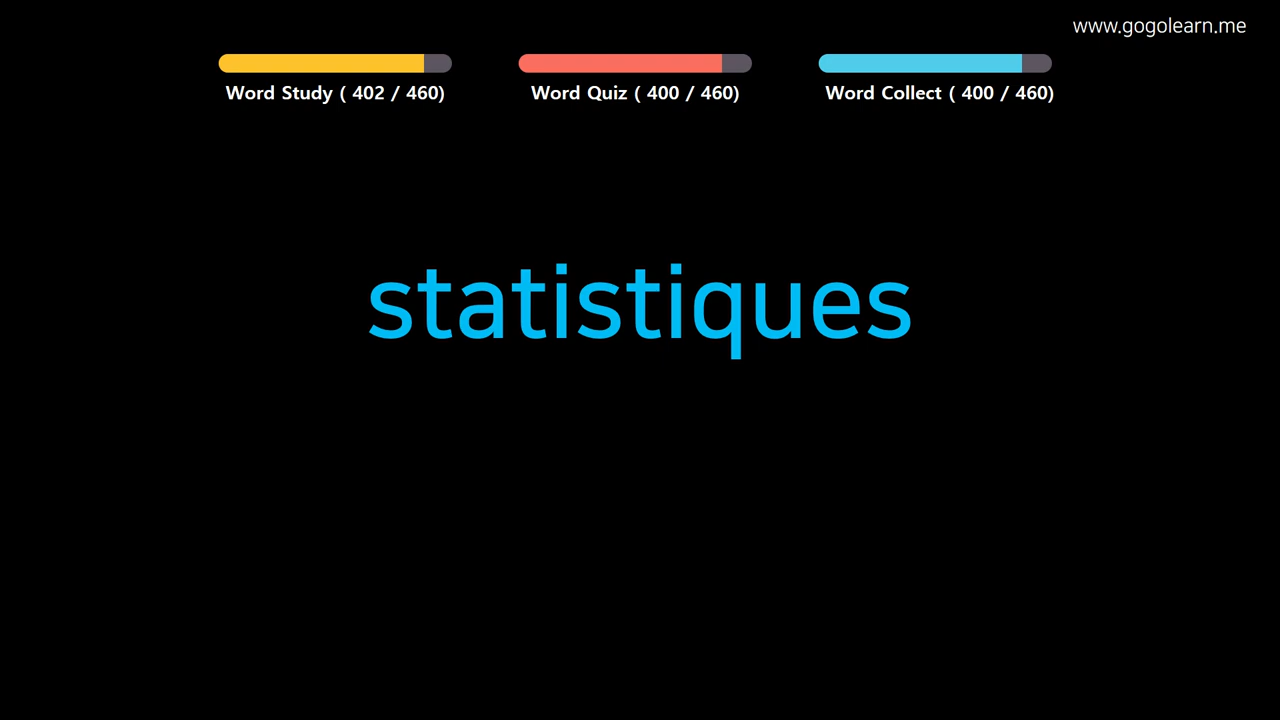 www.gogolearn.me
Word Study ( 402 / 460)
Word Quiz ( 400 / 460)
Word Collect ( 400 / 460)
statistiques